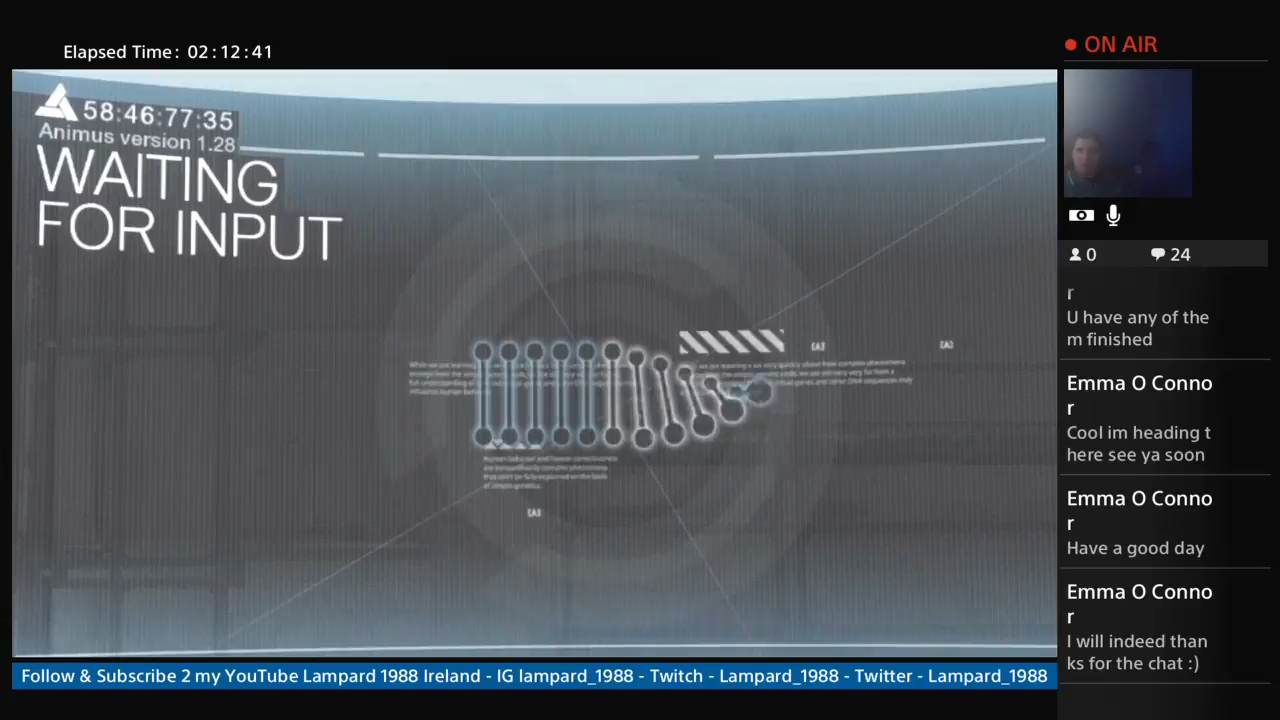 Elapsed Time: 02:12:41
ON AIR
58:46:77:35
Animus version 1.28
WAITING
FOR INPUT
[A]
[A]
[A]
0
24
r
U have any of the
m finished
Emma O Conno
r
Cool im heading t
here see ya soon
Emma O Conno
r
Have a good day
Emma O Conno
r
I will indeed than
ks for the chat :)
Follow & Subscribe 2 my YouTube Lampard 1988 Ireland - IG lampard_1988 - Twitch - Lampard_1988 - Twitter - Lampard_1988